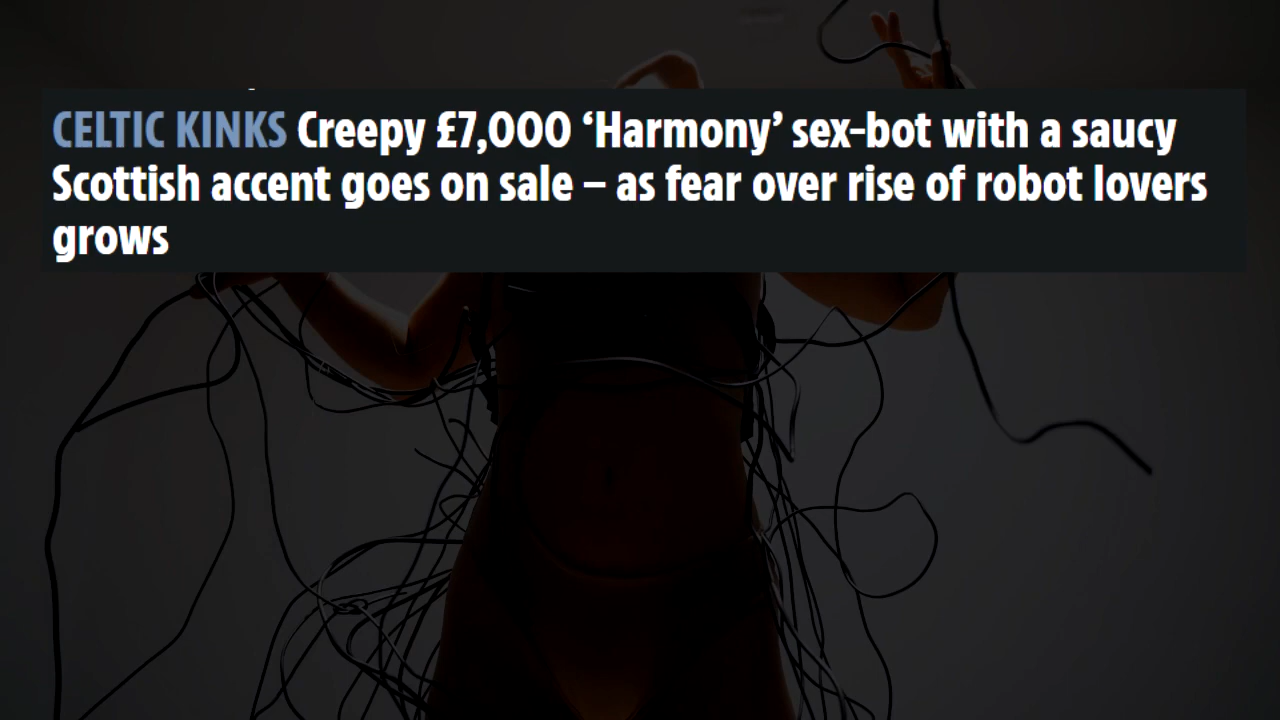 CELTIC KINKS Creepy £7,000 ‘Harmony’ sex-bot with a saucy
Scottish accent goes on sale – as fear over rise of robot lovers
grows